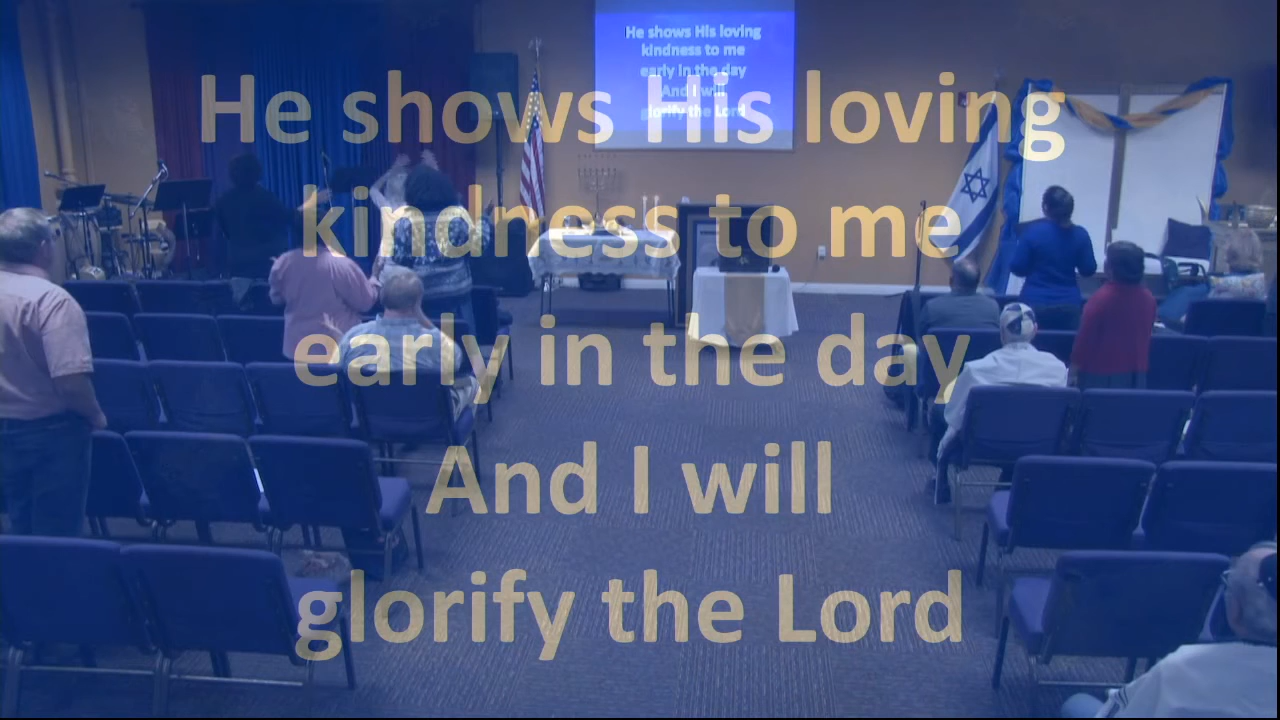 He shows His loving
kindness to me
early in the day
And I will
glorify the Lord
He shows His loving
kindness to me
early in the day
And I will
glorify the Lord